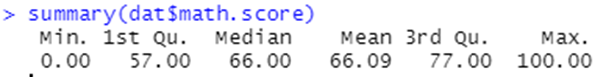 > summary(dat$math.score)
Min. 1st Qu. Median Mean 3rd Qu. Max.
0.00 57.00 66.00 66.09 77.00 100.00